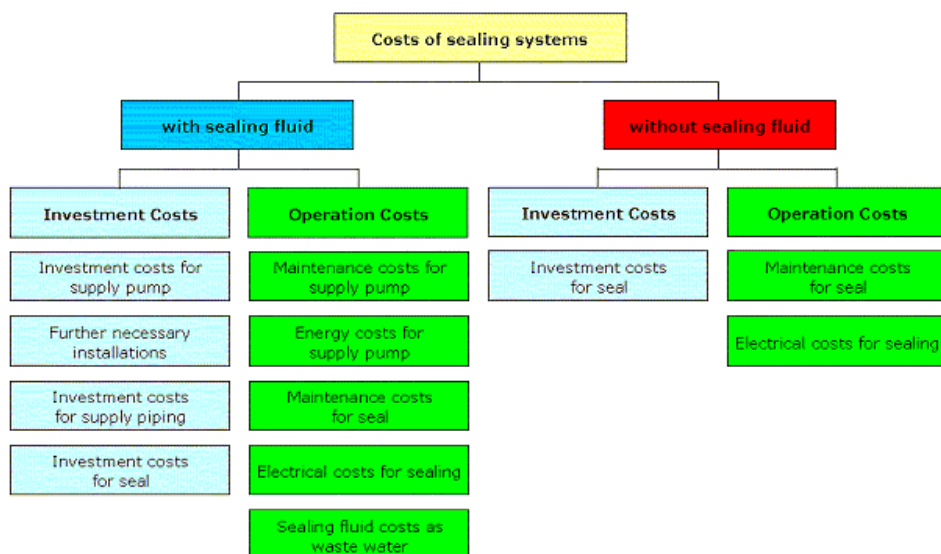 Costs of sealing systems
with sealing fluid
without sealing fluid
Investment Costs
Operation Costs
Investment Costs
Operation Costs
Investment costs for
supply pump
Maintenance costs for
supply pump
Investment costs
for seal
Maintenance costs
for seal
Further necessary
installations
Energy costs for
supply pump
Electrical costs for sealing
Investment costs
for supply piping
Maintenance costs
for seal
Investment costs
for seal
Electrical costs for sealing
Sealing fluid costs as
waste water